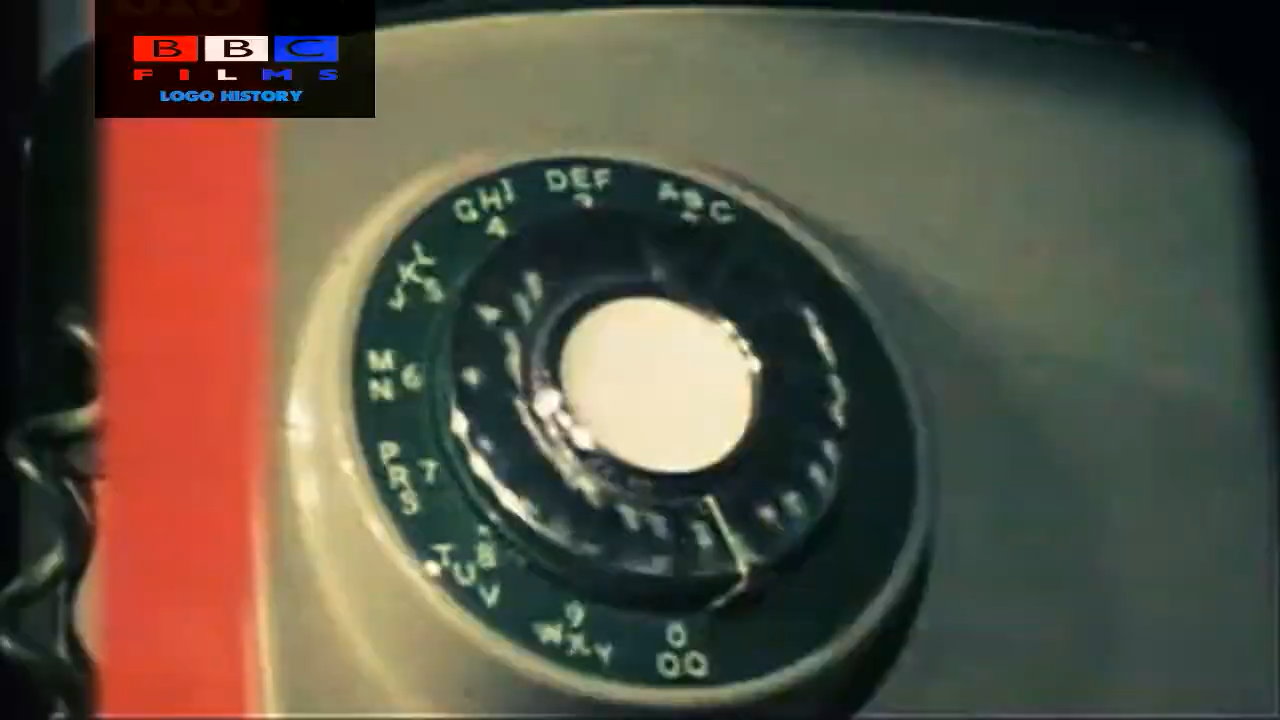 BBC
FILMS
LOGO HISTORY
ABC
2
DEF
3
GHI
4
JKL
5
MN 6
PRS 7
TUV 8
9
WXY
0
OQ